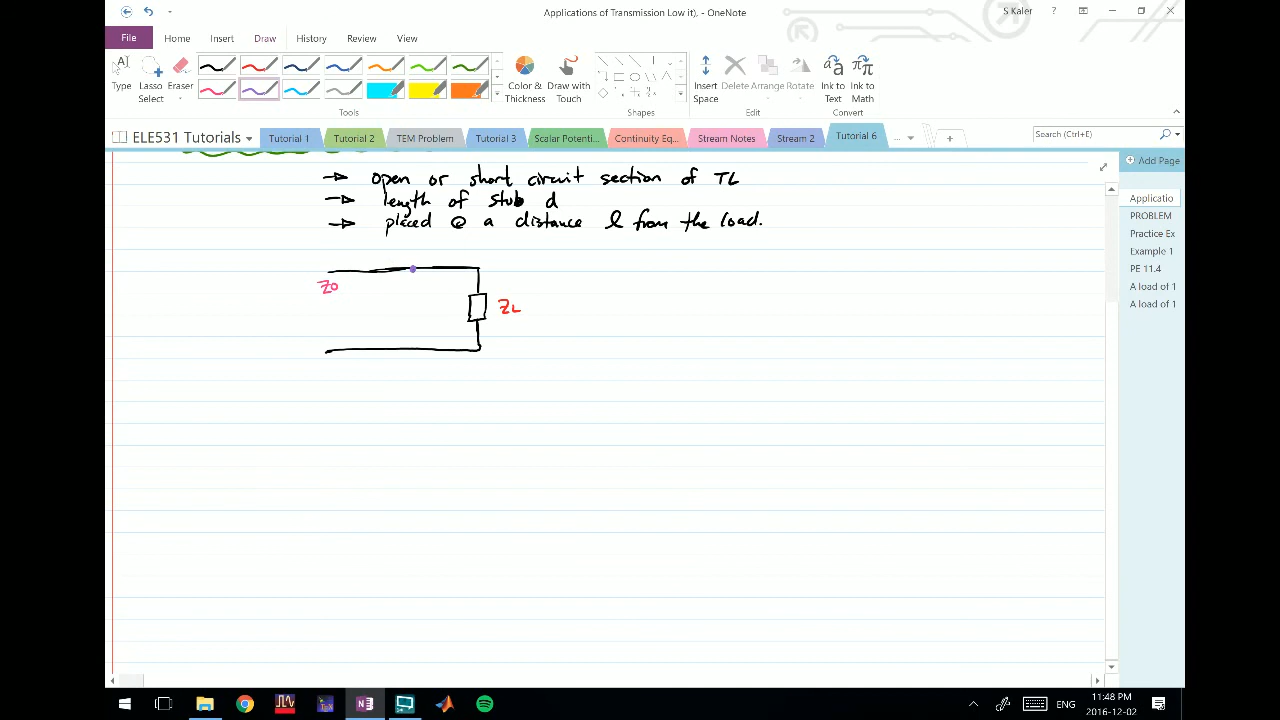 Applications of Transmission Low it), - OneNote
S Kaler
?
File
Home
Insert
Draw
History
Review
View
Type
Lasso Select
Eraser
Color & Thickness
Draw with Touch
Insert Space
Delete
Arrange
Rotate
Ink to Text
Ink to Math
Tools
Shapes
Convert
ELE531 Tutorials
Tutorial 1
Tutorial 2
TEM Problem
Tutorial 3
Scalar Potenti...
Continuity Equ...
Stream Notes
Stream 2
Tutorial 6
...
Search (Ctrl+E)
Add Page
Applicatio
PROBLEM
Practice Ex
Example 1
PE 11.4
A load of 1
A load of 1
→ open or short circuit section of TL
→ length of stub d
→ placed @ a distance l from the load.
Z0
ZL
ENG
11:48 PM
2016-12-02